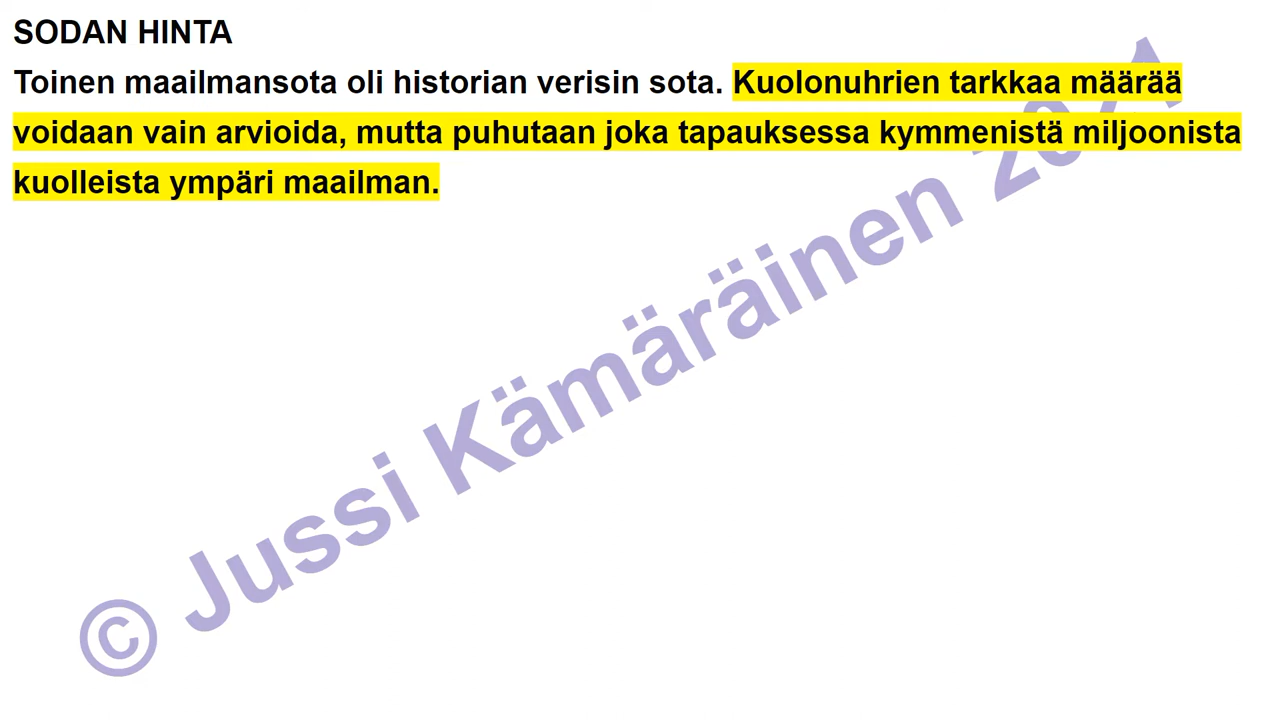 SODAN HINTA
Toinen maailmansota oli historian verisin sota. Kuolonuhrien tarkkaa määrää
voidaan vain arvioida, mutta puhutaan joka tapauksessa kymmenistä miljoonista
kuolleista ympäri maailman.
© Jussi Kämäräinen